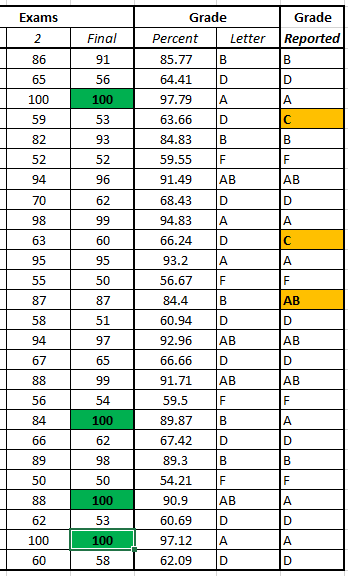 Exams Grade Grade
2 Final Percent Letter Reported
86 91 85.77 B B
65 56 64.41 D D
100 100 97.79 A A
59 53 63.66 D C
82 93 84.83 B B
52 52 59.55 F F
94 96 91.49 AB AB
70 62 68.43 D D
98 99 94.83 A A
63 60 66.24 D C
95 95 93.2 A A
55 50 56.67 F F
87 87 84.4 B AB
58 51 60.94 D D
94 97 92.96 AB AB
67 65 66.66 D D
88 99 91.71 AB AB
56 54 59.5 F F
84 100 89.87 B A
66 62 67.42 D D
89 98 89.3 B B
50 50 54.21 F F
88 100 90.9 AB A
62 53 60.69 D D
100 100 97.12 A A
60 58 62.09 D D